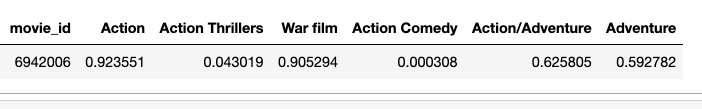 movie_id Action Action Thrillers War film Action Comedy Action/Adventure Adventure
6942006 0.923551 0.043019 0.905294 0.000308 0.625805 0.592782